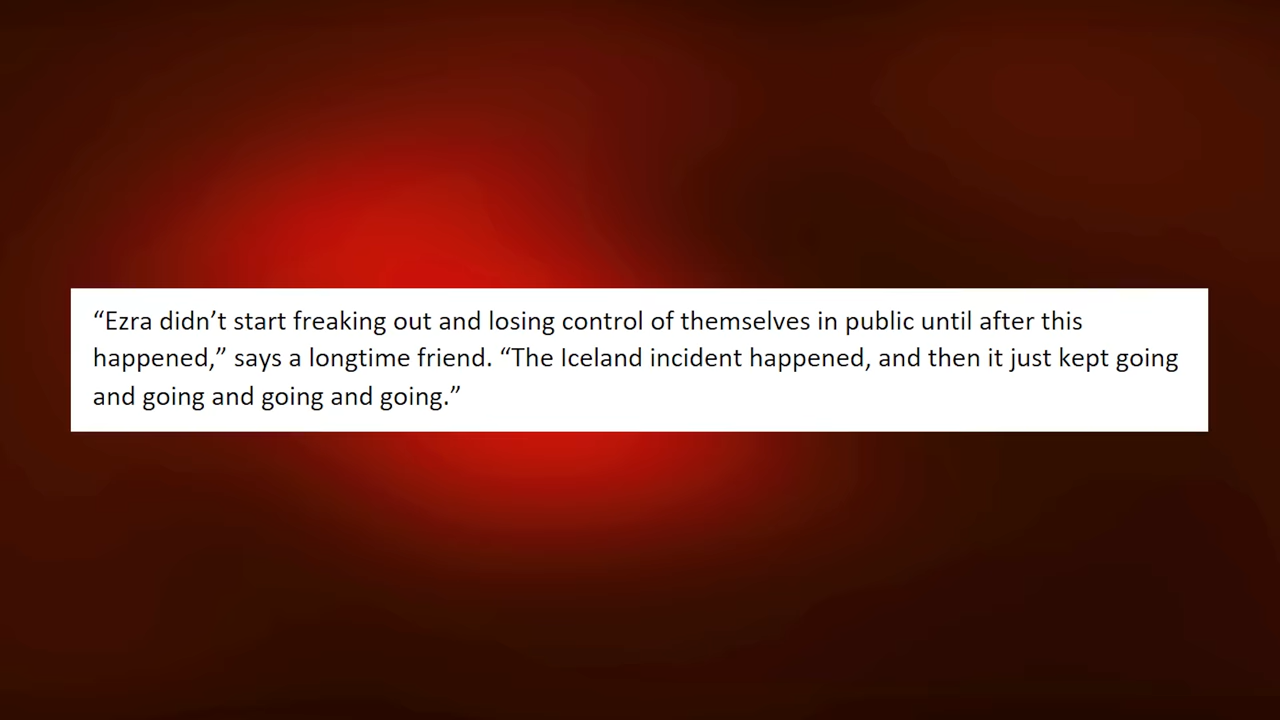 “Ezra didn’t start freaking out and losing control of themselves in public until after this
happened,” says a longtime friend. “The Iceland incident happened, and then it just kept going
and going and going and going.”